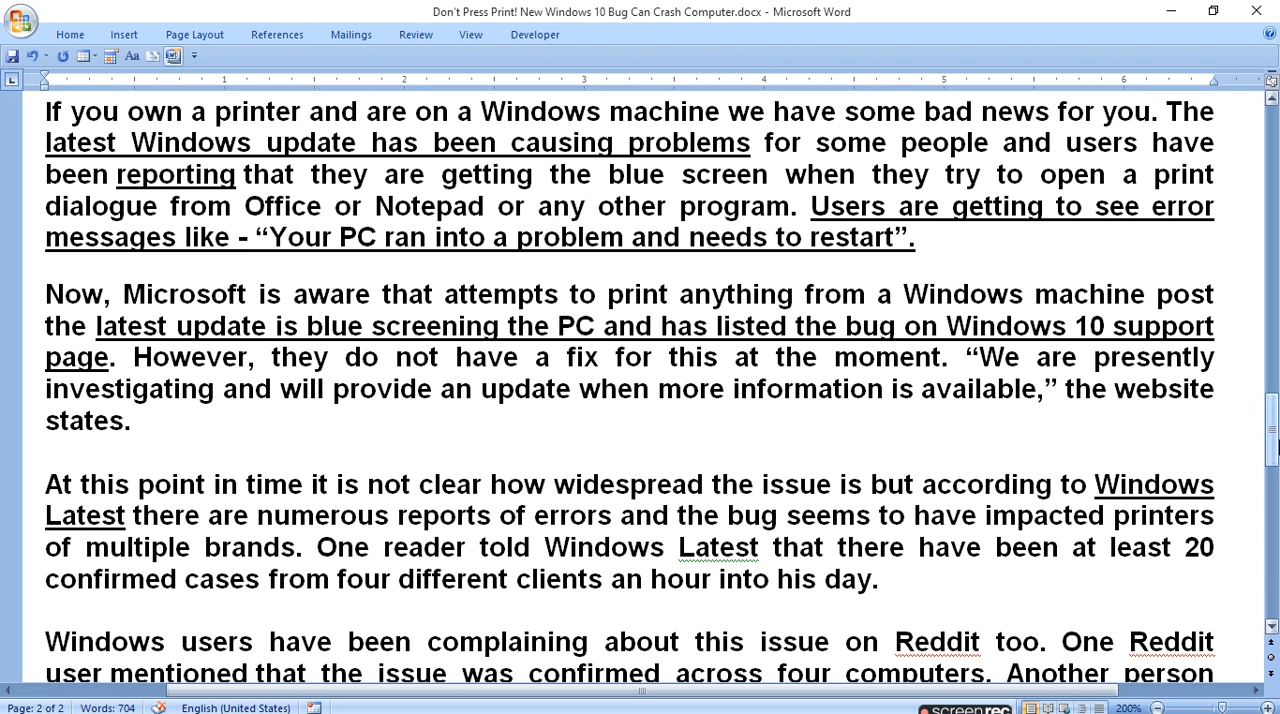 Don't Press Print! New Windows 10 Bug Can Crash Computer.docx - Microsoft Word
Home Insert Page Layout References Mailings Review View Developer
1 2 3 4 5 6
If you own a printer and are on a Windows machine we have some bad news for you. The
latest Windows update has been causing problems for some people and users have
been reporting that they are getting the blue screen when they try to open a print
dialogue from Office or Notepad or any other program. Users are getting to see error
messages like - “Your PC ran into a problem and needs to restart”.
Now, Microsoft is aware that attempts to print anything from a Windows machine post
the latest update is blue screening the PC and has listed the bug on Windows 10 support
page. However, they do not have a fix for this at the moment. “We are presently
investigating and will provide an update when more information is available,” the website
states.
At this point in time it is not clear how widespread the issue is but according to Windows
Latest there are numerous reports of errors and the bug seems to have impacted printers
of multiple brands. One reader told Windows Latest that there have been at least 20
confirmed cases from four different clients an hour into his day.
Windows users have been complaining about this issue on Reddit too. One Reddit
user mentioned that the issue was confirmed across four computers. Another person
Page: 2 of 2 Words: 704 English (United States) screenrec 200%